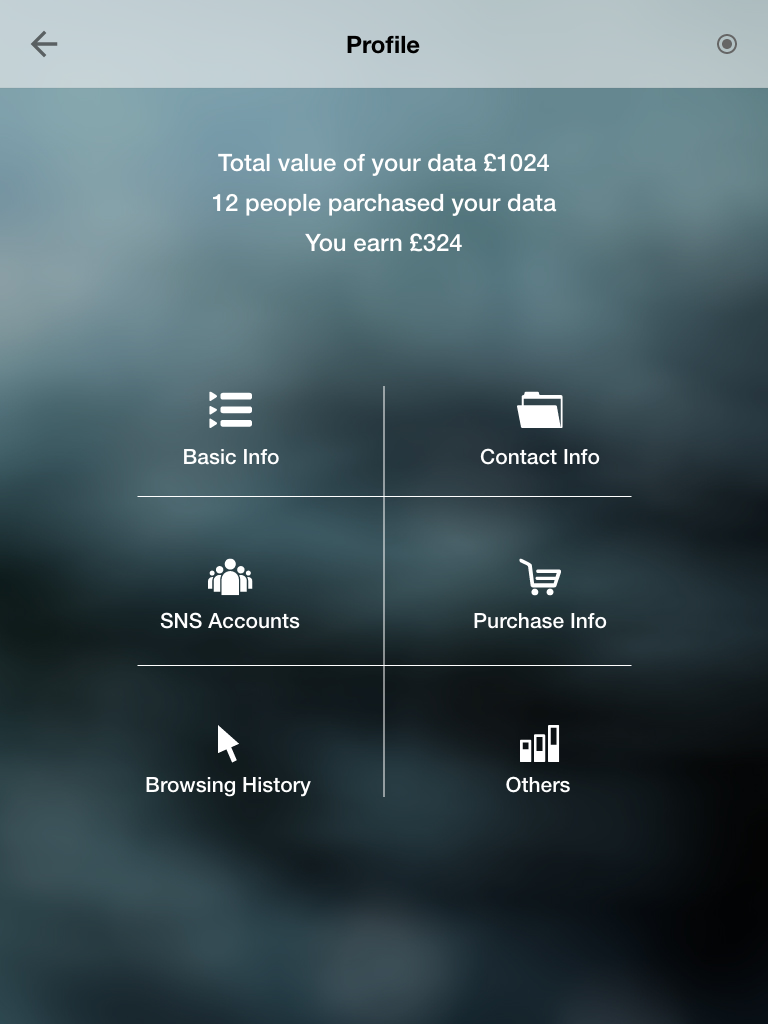 Profile
Total value of your data £1024
12 people parchased your data
You earn £324
Basic Info
Contact Info
SNS Accounts
Purchase Info
Browsing History
Others